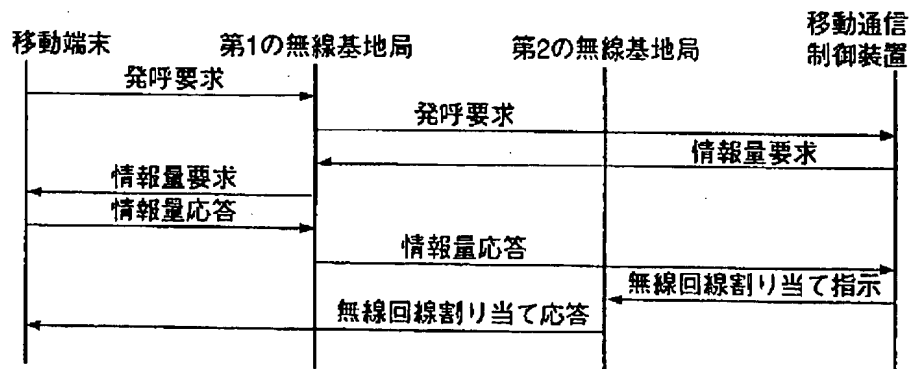 移動端末
第1の無線基地局
第2の無線基地局
移動通信
制御装置
発呼要求
発呼要求
情報量要求
情報量要求
情報量応答
情報量応答
無線回線割り当て指示
無線回線割り当て応答